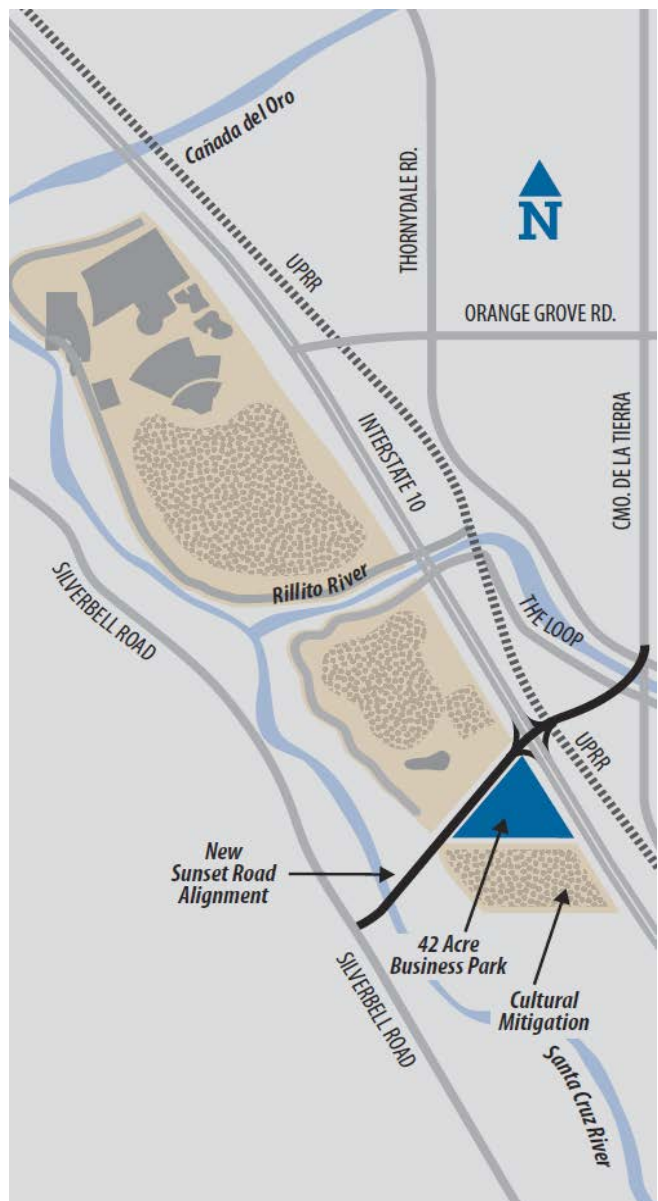 Cañada del Oro
THORNYDALE RD.
N
UPRR
ORANGE GROVE RD.
INTERSTATE 10
CMO. DE LA TIERRA
Rillito River
SILVERBELL ROAD
THE LOOP
UPRR
New
Sunset Road
Alignment
42 Acre
Business Park
Cultural
Mitigation
SILVERBELL ROAD
Santa Cruz River